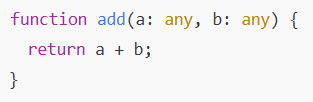 function add(a: any, b: any) {
  return a + b;
}